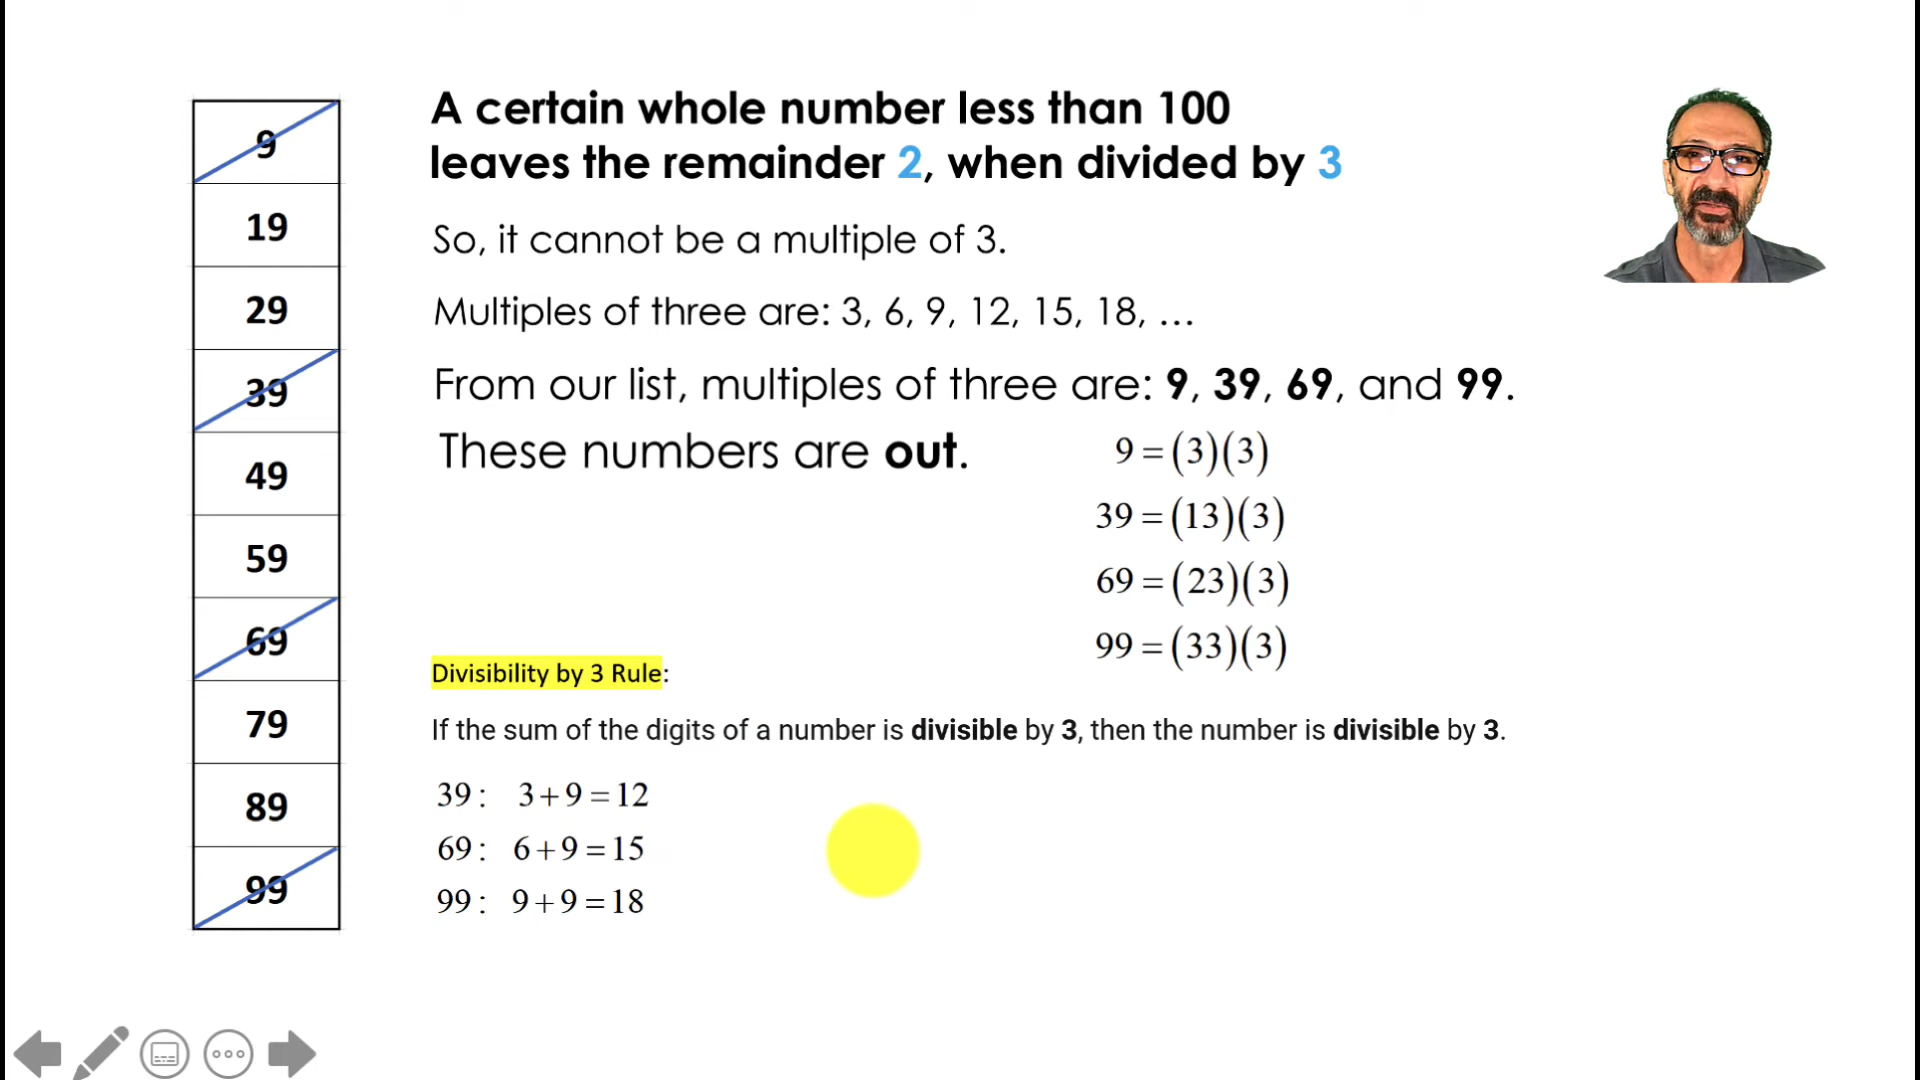 9
19
29
39
49
59
69
79
89
99
A certain whole number less than 100
leaves the remainder 2, when divided by 3
So, it cannot be a multiple of 3.
Multiples of three are: 3, 6, 9, 12, 15, 18, …
From our list, multiples of three are: 9, 39, 69, and 99.
These numbers are out.
9 = (3)(3)
39 = (13)(3)
69 = (23)(3)
99 = (33)(3)
Divisibility by 3 Rule:
If the sum of the digits of a number is divisible by 3, then the number is divisible by 3.
39 : 3 + 9 = 12
69 : 6 + 9 = 15
99 : 9 + 9 = 18